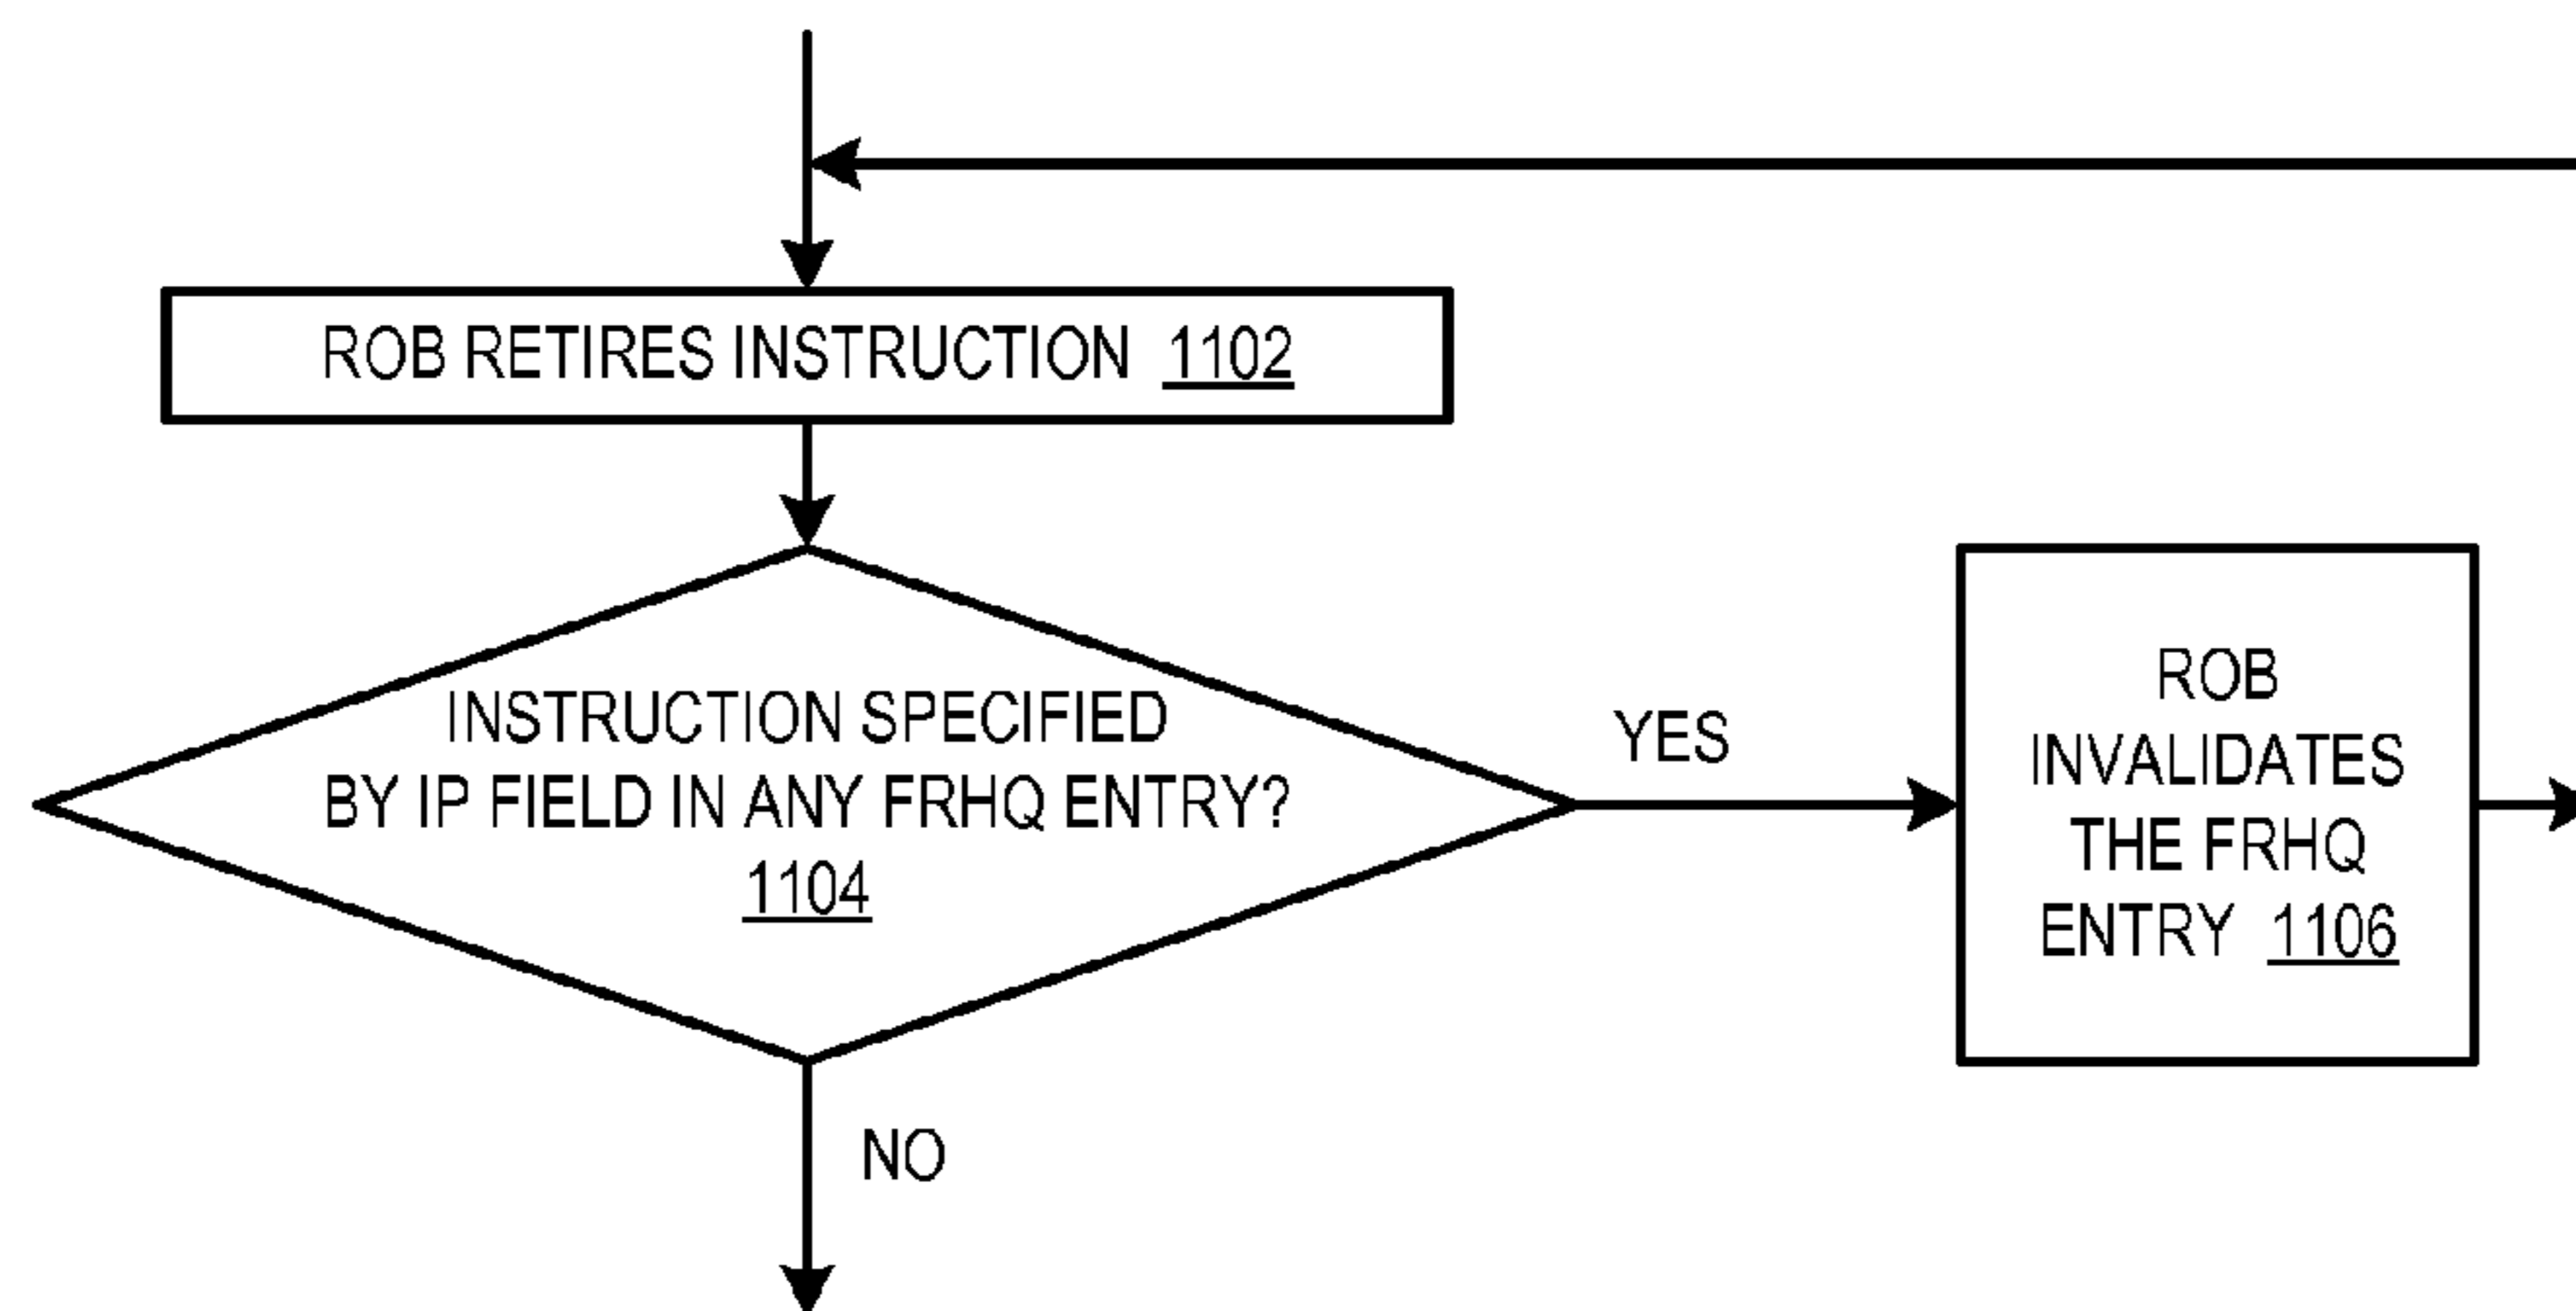 ROB RETIRES INSTRUCTION 1102
INSTRUCTION SPECIFIED
BY IP FIELD IN ANY FRHQ ENTRY?
1104
YES
ROB
INVALIDATES
THE FRHQ
ENTRY 1106
NO